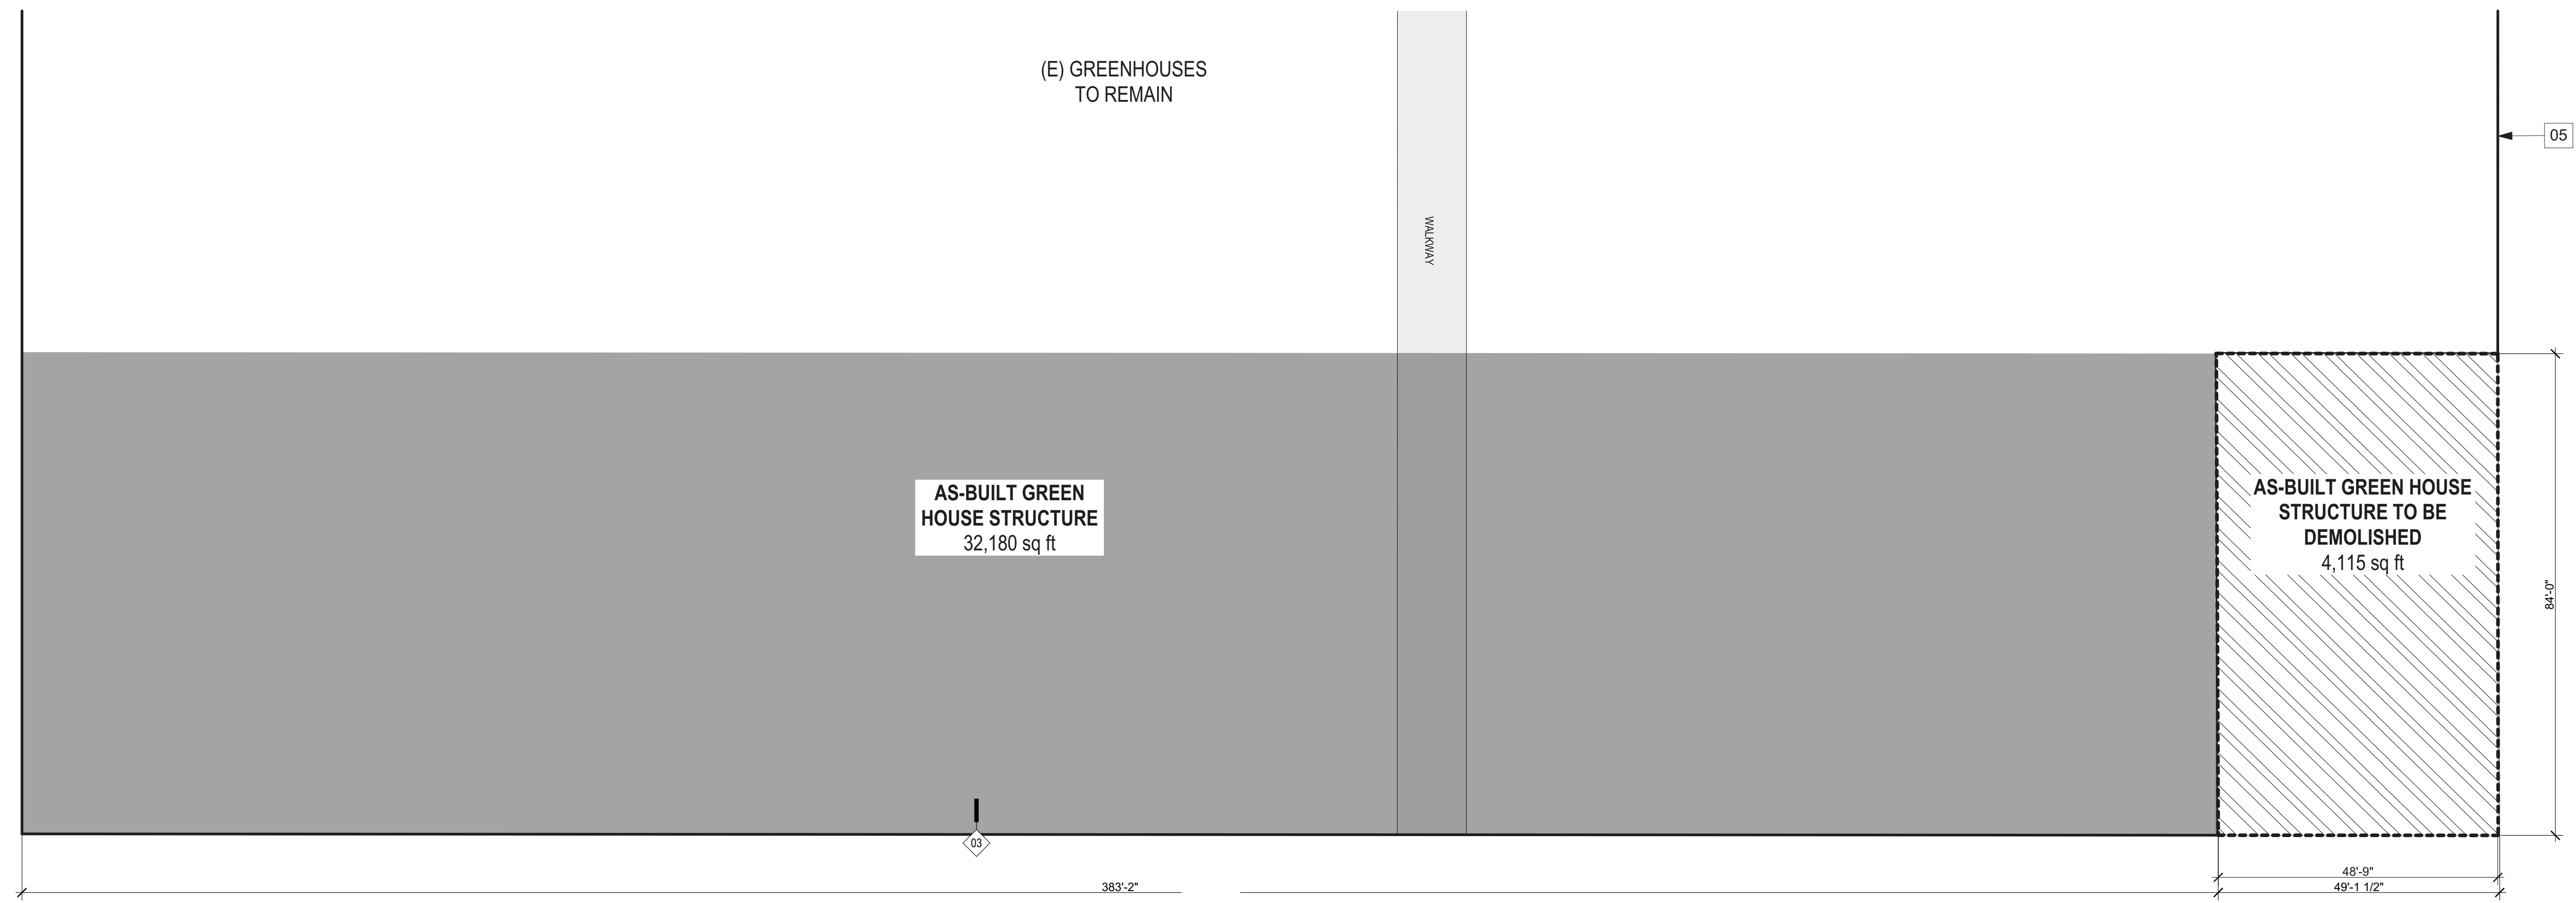 (E) GREENHOUSES
TO REMAIN
05
WALKWAY
AS-BUILT GREEN
HOUSE STRUCTURE
32,180 sq ft
AS-BUILT GREEN HOUSE
STRUCTURE TO BE
DEMOLISHED
4,115 sq ft
84'-0"
03
48'-9"
383'-2"
49'-1 1/2"